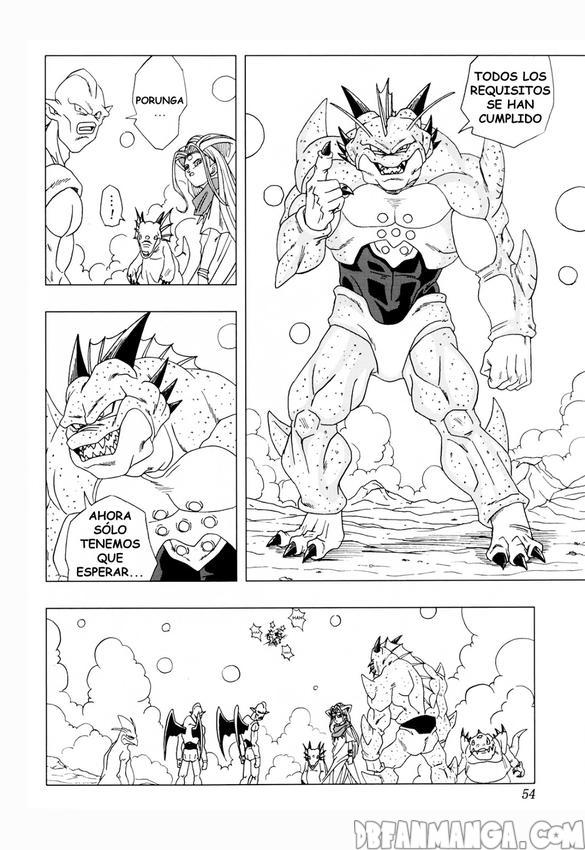 PORUNGA
...
...!
TODOS LOS
REQUISITOS
SE HAN
CUMPLIDO
AHORA
SÓLO
TENEMOS
QUE
ESPERAR...
HAH
54
DBFANMANGA.COM